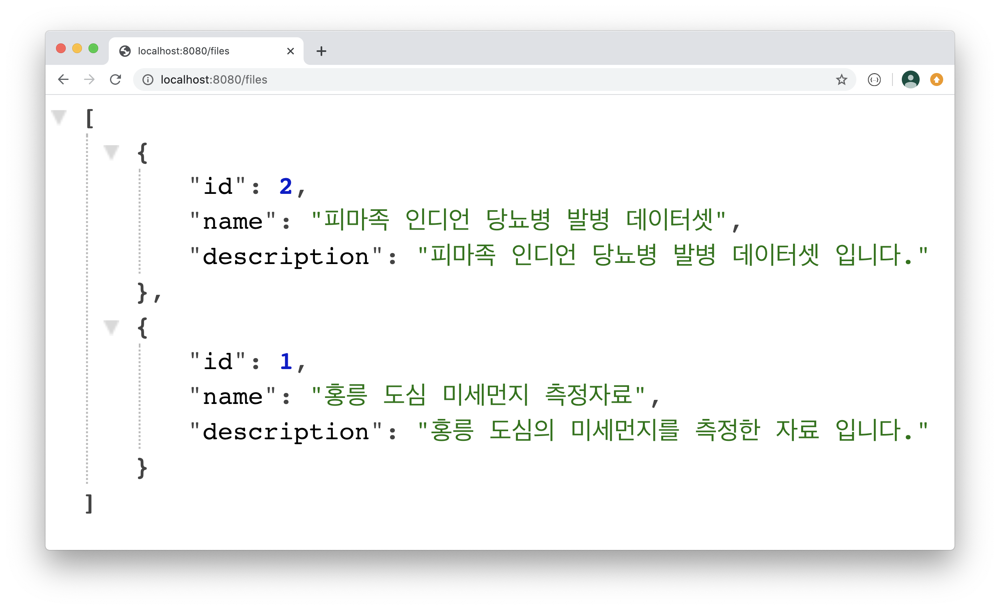 localhost:8080/files
localhost:8080/files
[
{
"id": 2,
"name": "피마족 인디언 당뇨병 발병 데이터셋",
"description": "피마족 인디언 당뇨병 발병 데이터셋 입니다."
},
{
"id": 1,
"name": "홍릉 도심 미세먼지 측정자료",
"description": "홍릉 도심의 미세먼지를 측정한 자료 입니다."
}
]